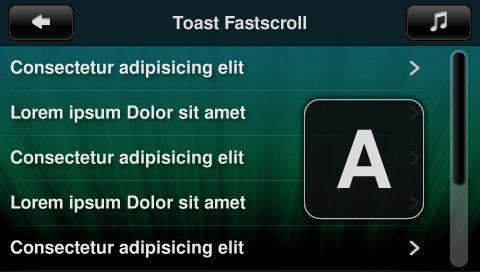 Toast Fastscroll
Consectetur adipisicing elit
Lorem ipsum Dolor sit amet
Consectetur adipisicing elit
Lorem ipsum Dolor sit amet
Consectetur adipisicing elit
A